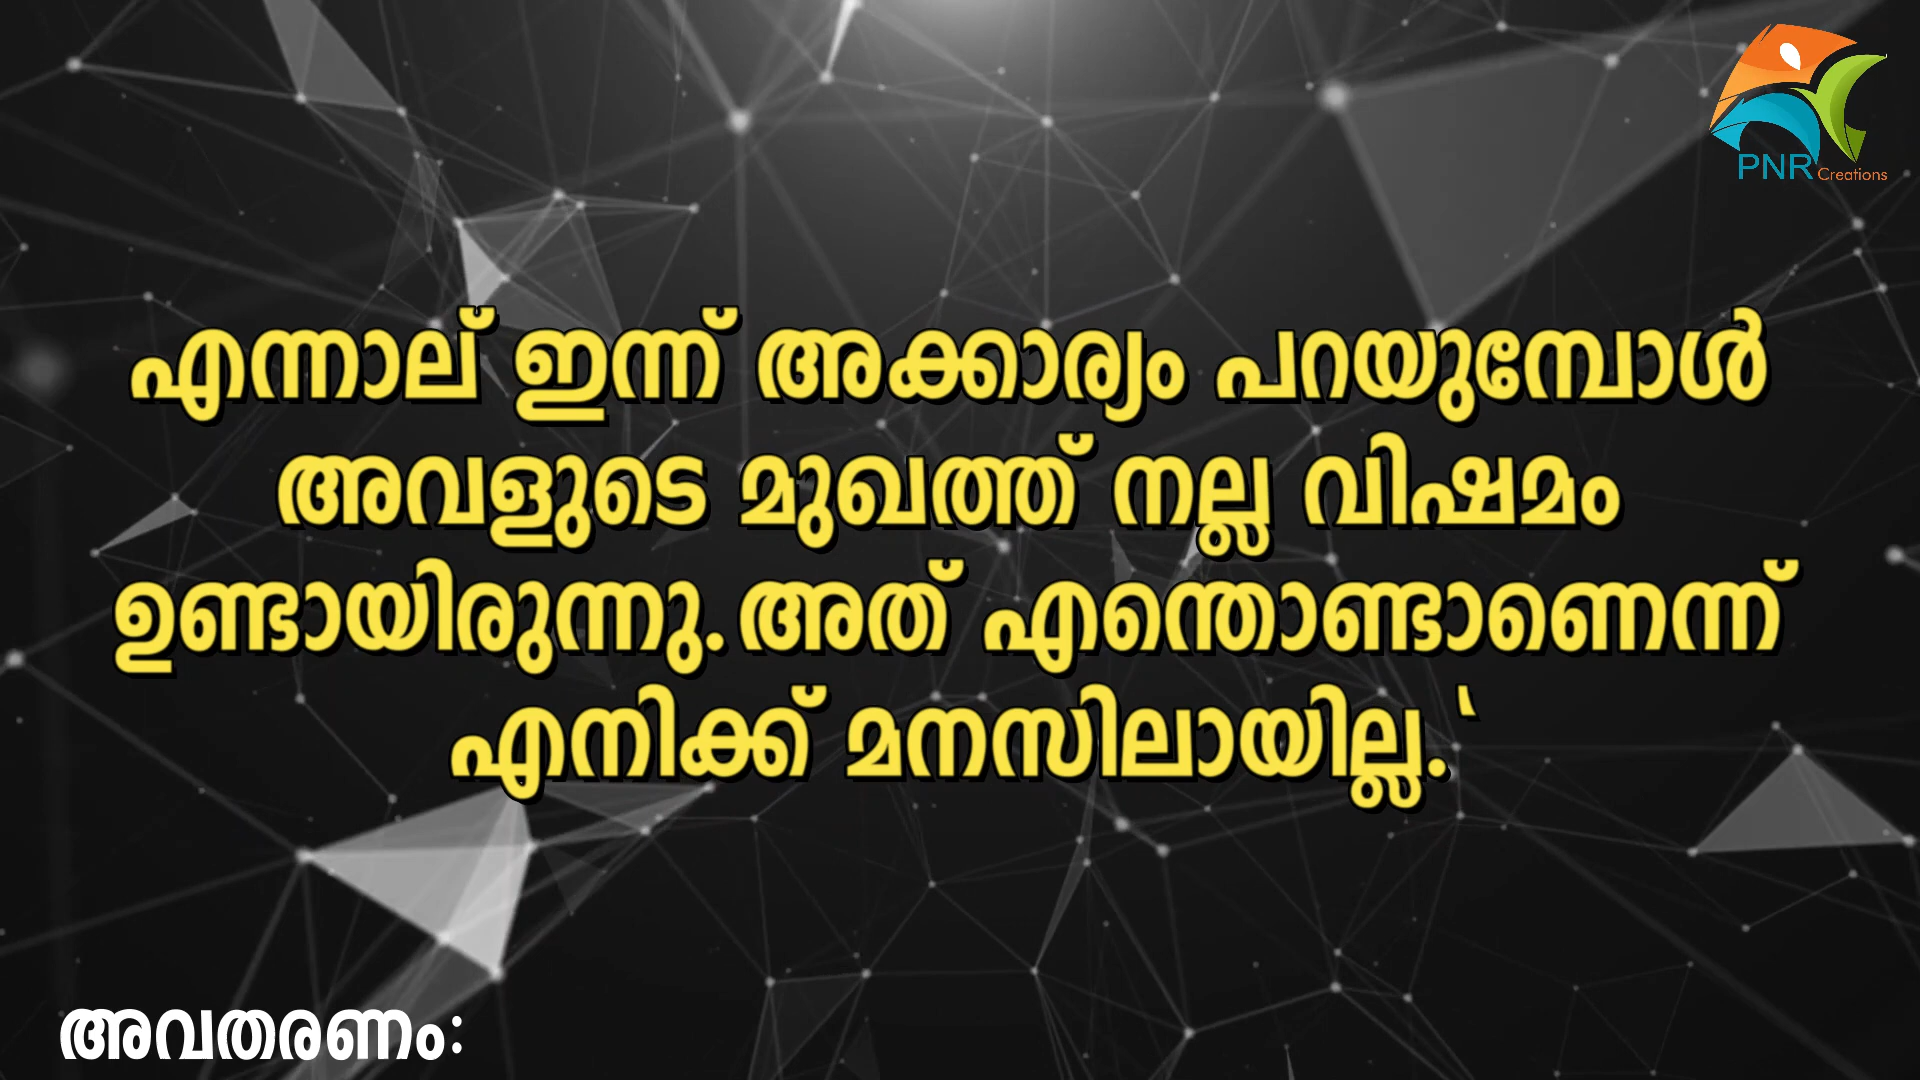 PNR Creations
എന്നാല് ഇന്ന് അക്കാര്യം പറയുമ്പോൾ
അവളുടെ മുഖത്ത് നല്ല വിഷമം
ഉണ്ടായിരുന്നു. അത് എന്തൊണ്ടാണെന്ന്
എനിക്ക് മനസിലായില്ല.‛
അവതരണം: